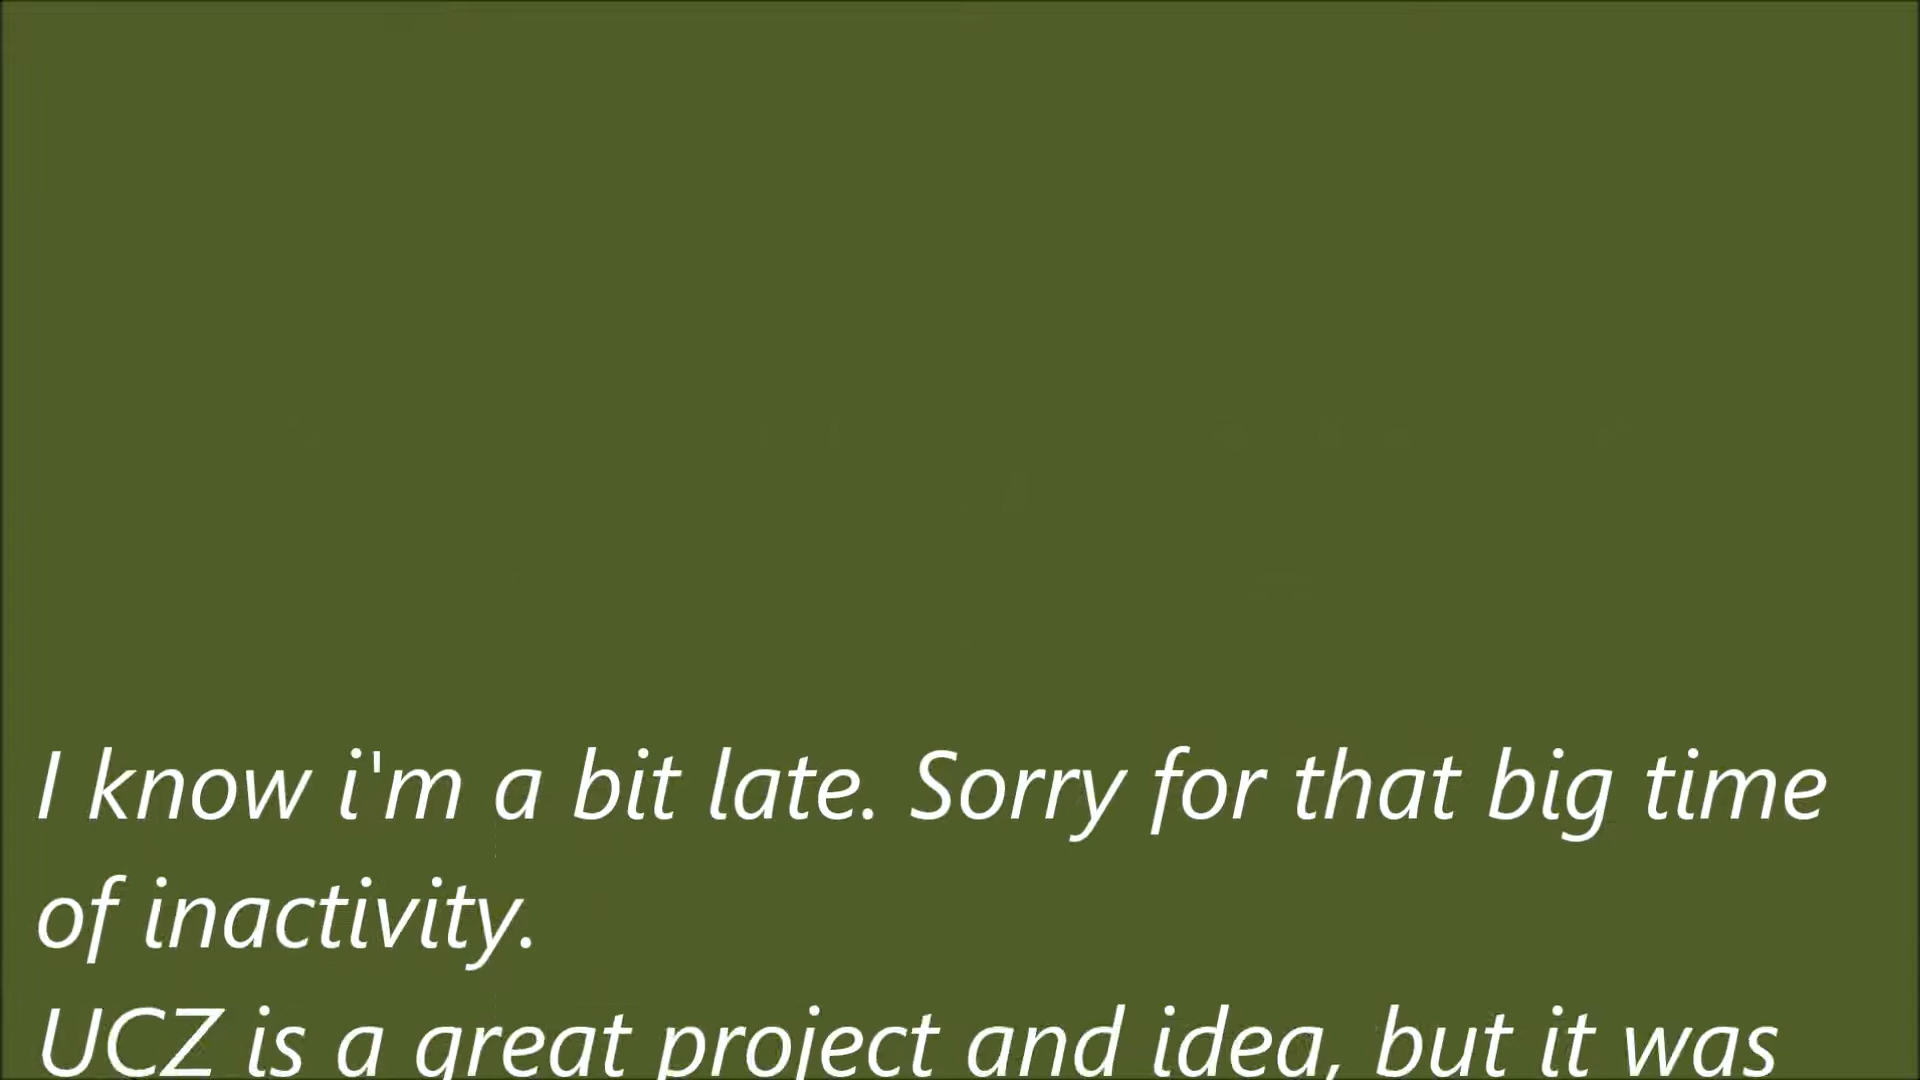 I know i'm a bit late. Sorry for that big time
of inactivity.
UCZ is a great project and idea, but it was